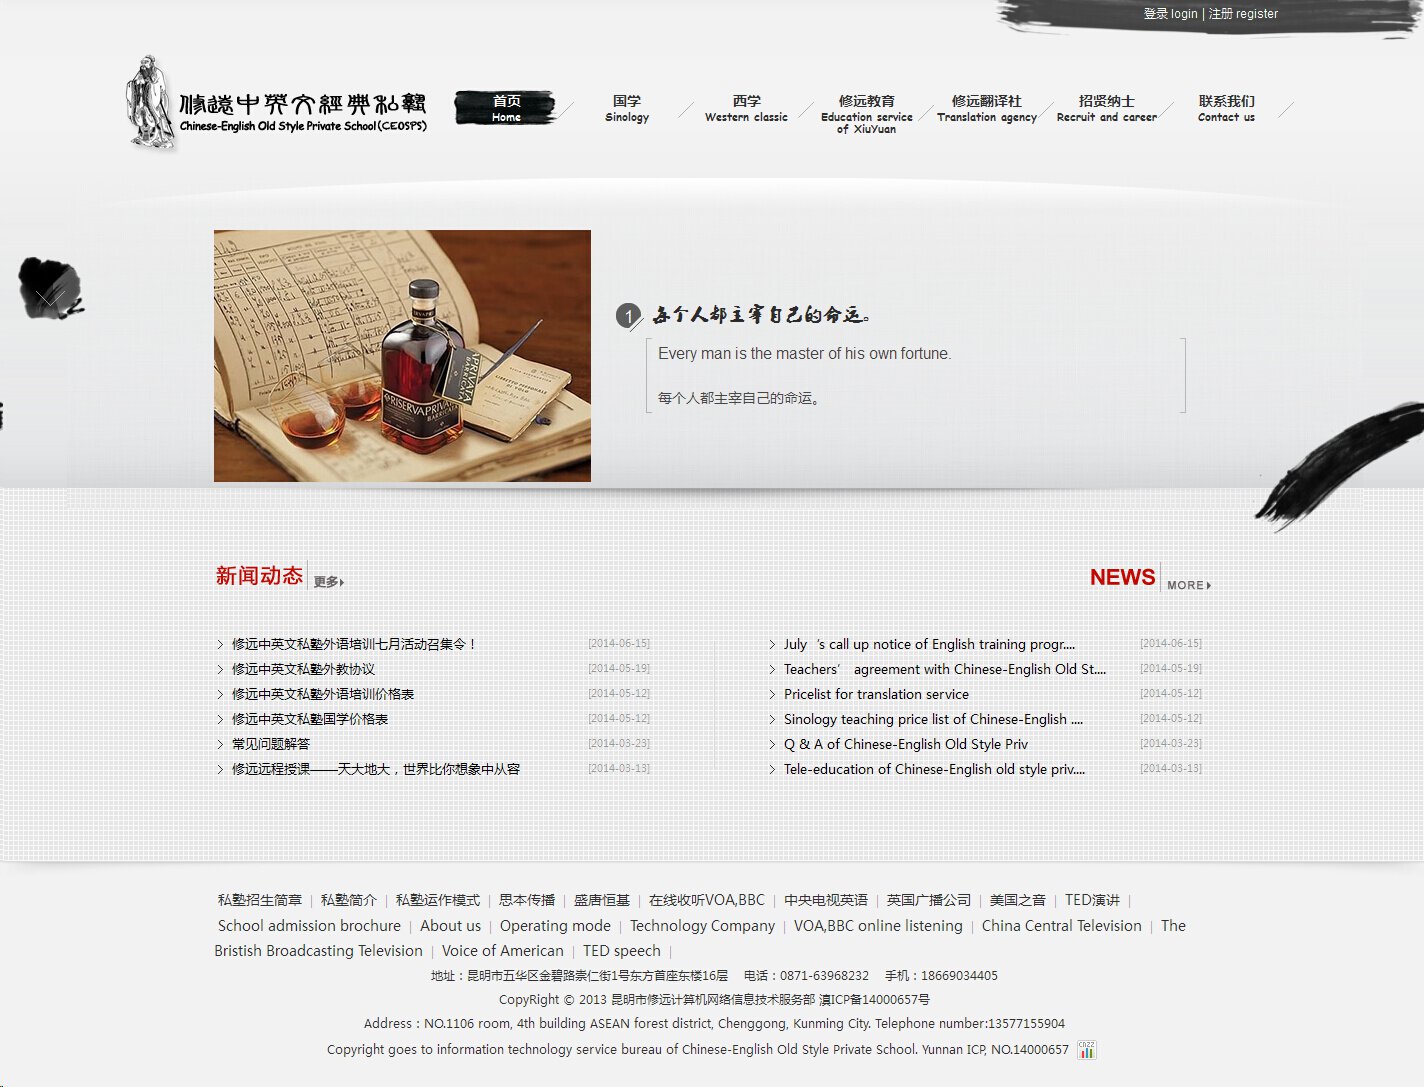 登录 login | 注册 register
修远中英文經典私塾
Chinese-English Old Style Private School(CEOSPS)
首页
Home
国学
Sinology
西学
Western classic
修远教育
Education service
of XiuYuan
修远翻译社
Translation agency
招贤纳士
Recruit and career
联系我们
Contact us
RISERVAPRIVATA
BARRICATA
1 每个人都主宰自己的命运。
Every man is the master of his own fortune.
每个人都主宰自己的命运。
新闻动态 更多
修远中英文私塾外语培训七月活动召集令！ [2014-06-15]
修远中英文私塾外教协议 [2014-05-19]
修远中英文私塾外语培训价格表 [2014-05-12]
修远中英文私塾国学价格表 [2014-05-12]
常见问题解答 [2014-03-23]
修远远程授课——天大地大，世界比你想象中从容 [2014-03-13]
NEWS MORE
July‘s call up notice of English training progr.... [2014-06-15]
Teachers’ agreement with Chinese-English Old St.... [2014-05-19]
Pricelist for translation service [2014-05-12]
Sinology teaching price list of Chinese-English .... [2014-05-12]
Q & A of Chinese-English Old Style Priv [2014-03-23]
Tele-education of Chinese-English old style priv.... [2014-03-13]
私塾招生简章 | 私塾简介 | 私塾运作模式 | 思本传播 | 盛唐恒基 | 在线收听VOA,BBC | 中央电视英语 | 英国广播公司 | 美国之音 | TED演讲 |
School admission brochure | About us | Operating mode | Technology Company | VOA,BBC online listening | China Central Television | The
Bristish Broadcasting Television | Voice of American | TED speech |
地址：昆明市五华区金碧路崇仁街1号东方首座东楼16层 电话：0871-63968232 手机：18669034405
CopyRight © 2013 昆明市修远计算机网络信息技术服务部 滇ICP备14000657号
Address：NO.1106 room, 4th building ASEAN forest district, Chenggong, Kunming City. Telephone number:13577155904
Copyright goes to information technology service bureau of Chinese-English Old Style Private School. Yunnan ICP, NO.14000657 CNZZ